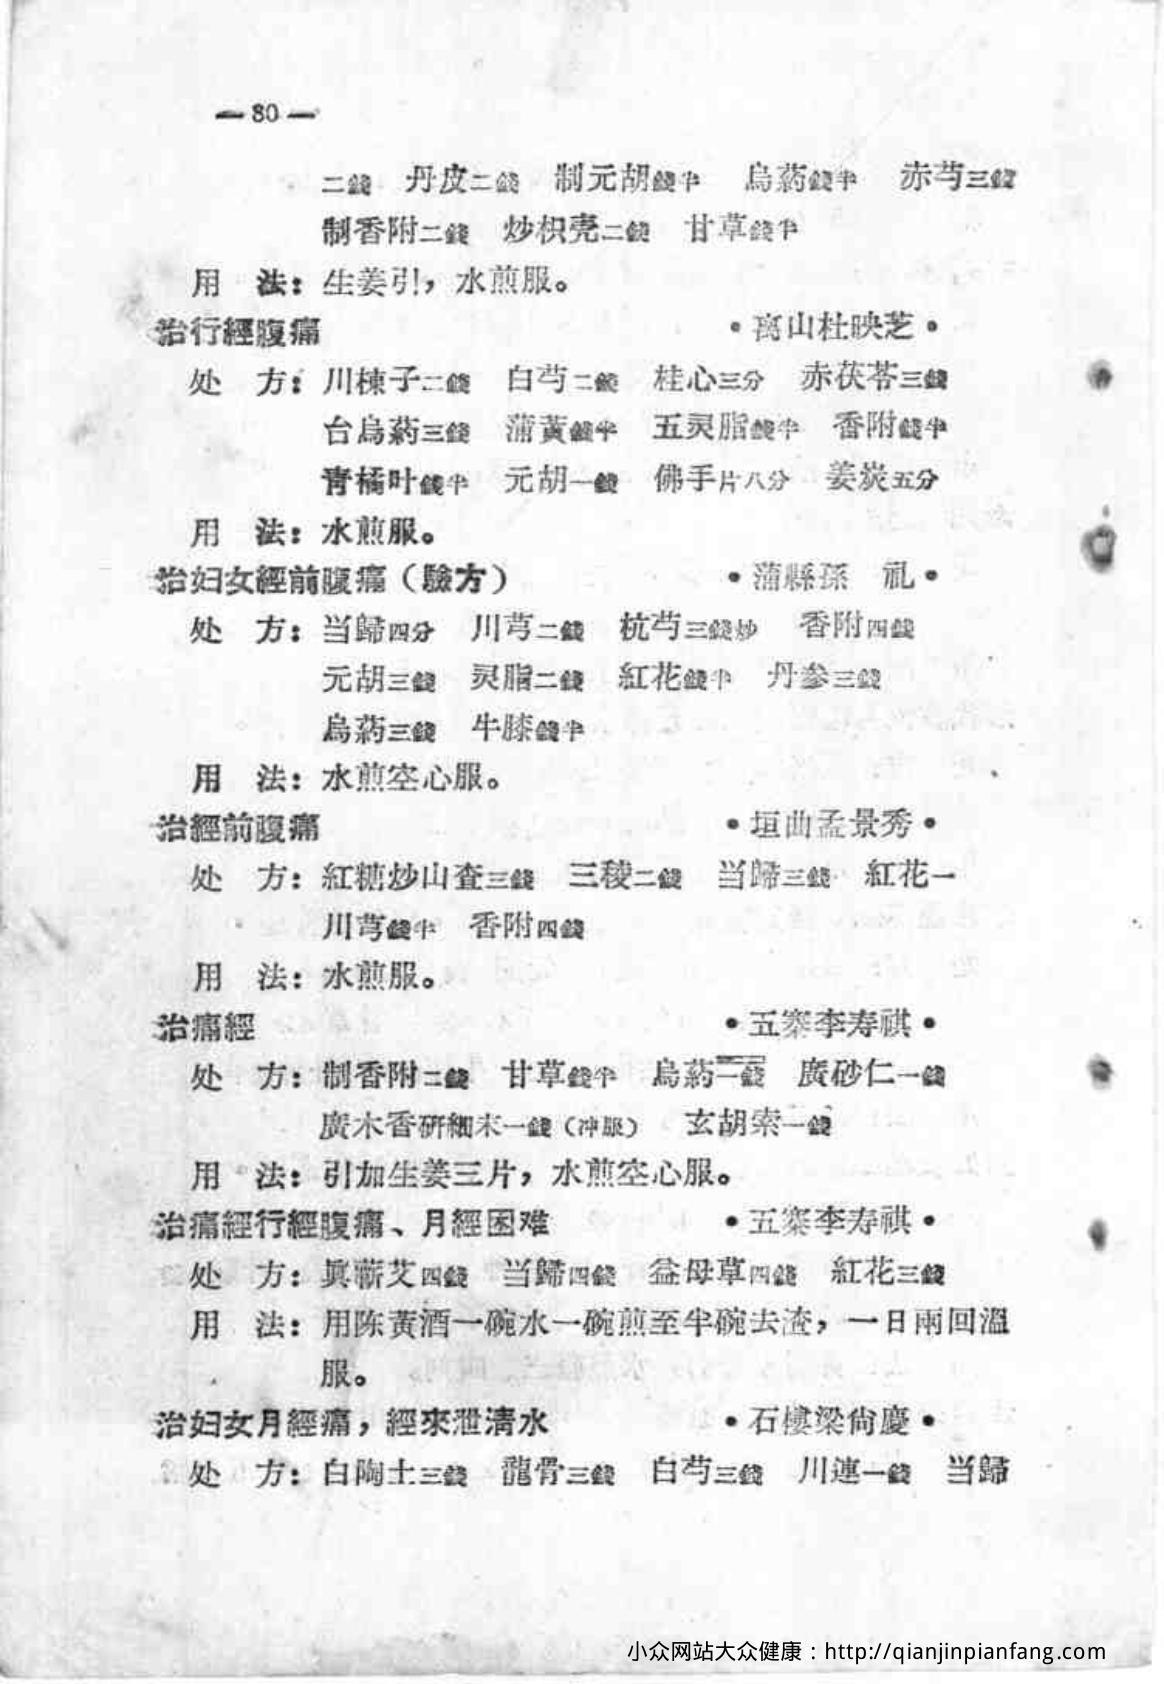 — 80 —
二錢 丹皮二錢 制元胡錢半 烏葯錢半 赤芍三錢
制香附二錢 炒枳壳二錢 甘草錢半
用 法：生姜引，水煎服。
治行經腹痛 •离山杜映芝•
处 方：川楝子二錢 白芍二錢 桂心三分 赤茯苓三錢
台烏葯三錢 蒲黃錢半 五灵脂錢半 香附錢半
青橘叶錢半 元胡一錢 佛手片八分 姜炭五分
用 法：水煎服。
治妇女經前腹痛（驗方） •蒲縣孫 礼•
处 方：当歸四分 川芎二錢 杭芍三錢炒 香附四錢
元胡三錢 灵脂二錢 紅花錢半 丹参三錢
烏葯三錢 牛膝錢半
用 法：水煎空心服。
治經前腹痛 •垣曲孟景秀•
处 方：紅糖炒山查三錢 三稜二錢 当歸三錢 紅花一
川芎錢半 香附四錢
用 法：水煎服。
治痛經 •五寨李寿祺•
处 方：制香附二錢 甘草錢半 烏葯二錢 廣砂仁一錢
廣木香研細末一錢（冲服） 玄胡索一錢
用 法：引加生姜三片，水煎空心服。
治痛經行經腹痛、月經困难 •五寨李寿祺•
处 方：眞蘄艾四錢 当歸四錢 益母草四錢 紅花三錢
用 法：用陈黃酒一碗水一碗煎至半碗去渣，一日兩回溫
服。
治妇女月經痛，經來泄清水 •石樓梁尙慶•
处 方：白陶土三錢 龍骨三錢 白芍三錢 川連一錢 当歸
小众网站大众健康：http://qianjinpianfang.com